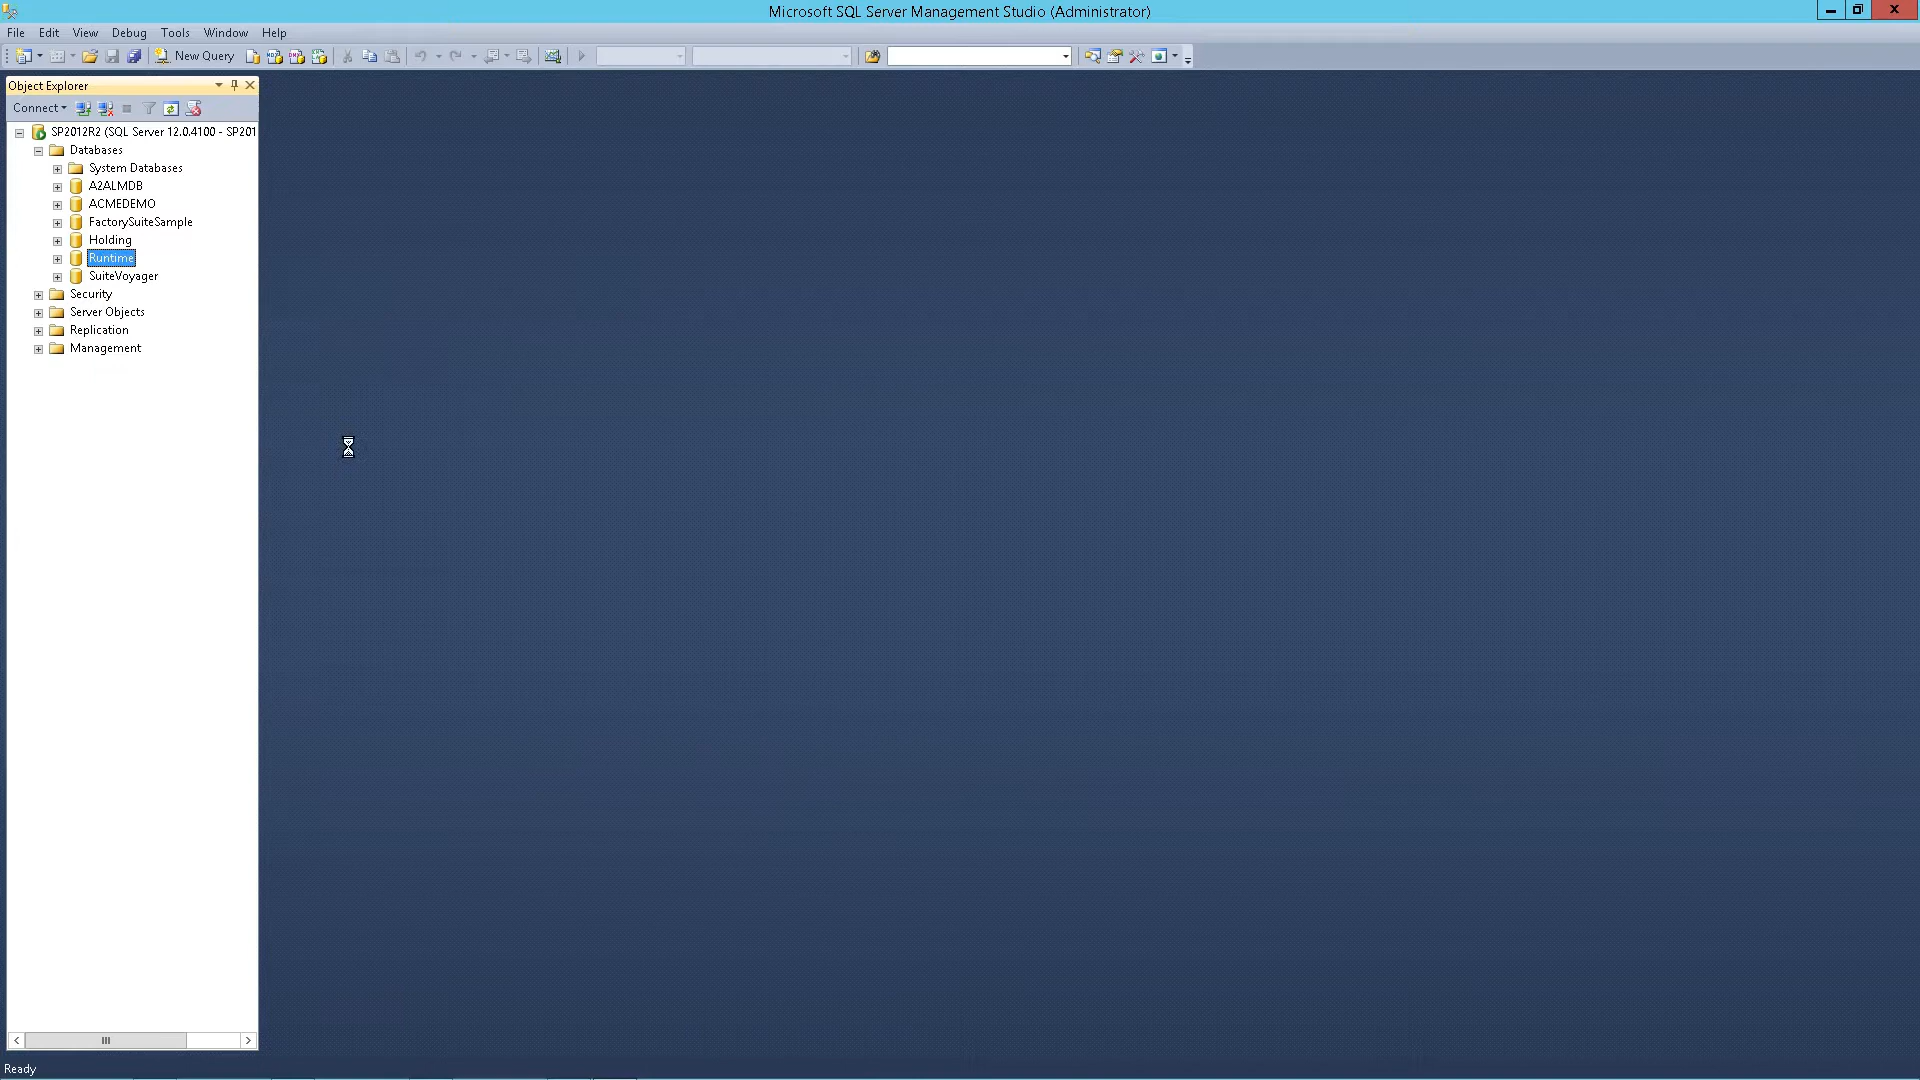 Microsoft SQL Server Management Studio (Administrator)
File Edit View Debug Tools Window Help
New Query
Object Explorer
Connect
SP2012R2 (SQL Server 12.0.4100 - SP201
Databases
System Databases
A2ALMDB
ACMEDEMO
FactorySuiteSample
Holding
Runtime
SuiteVoyager
Security
Server Objects
Replication
Management
Ready